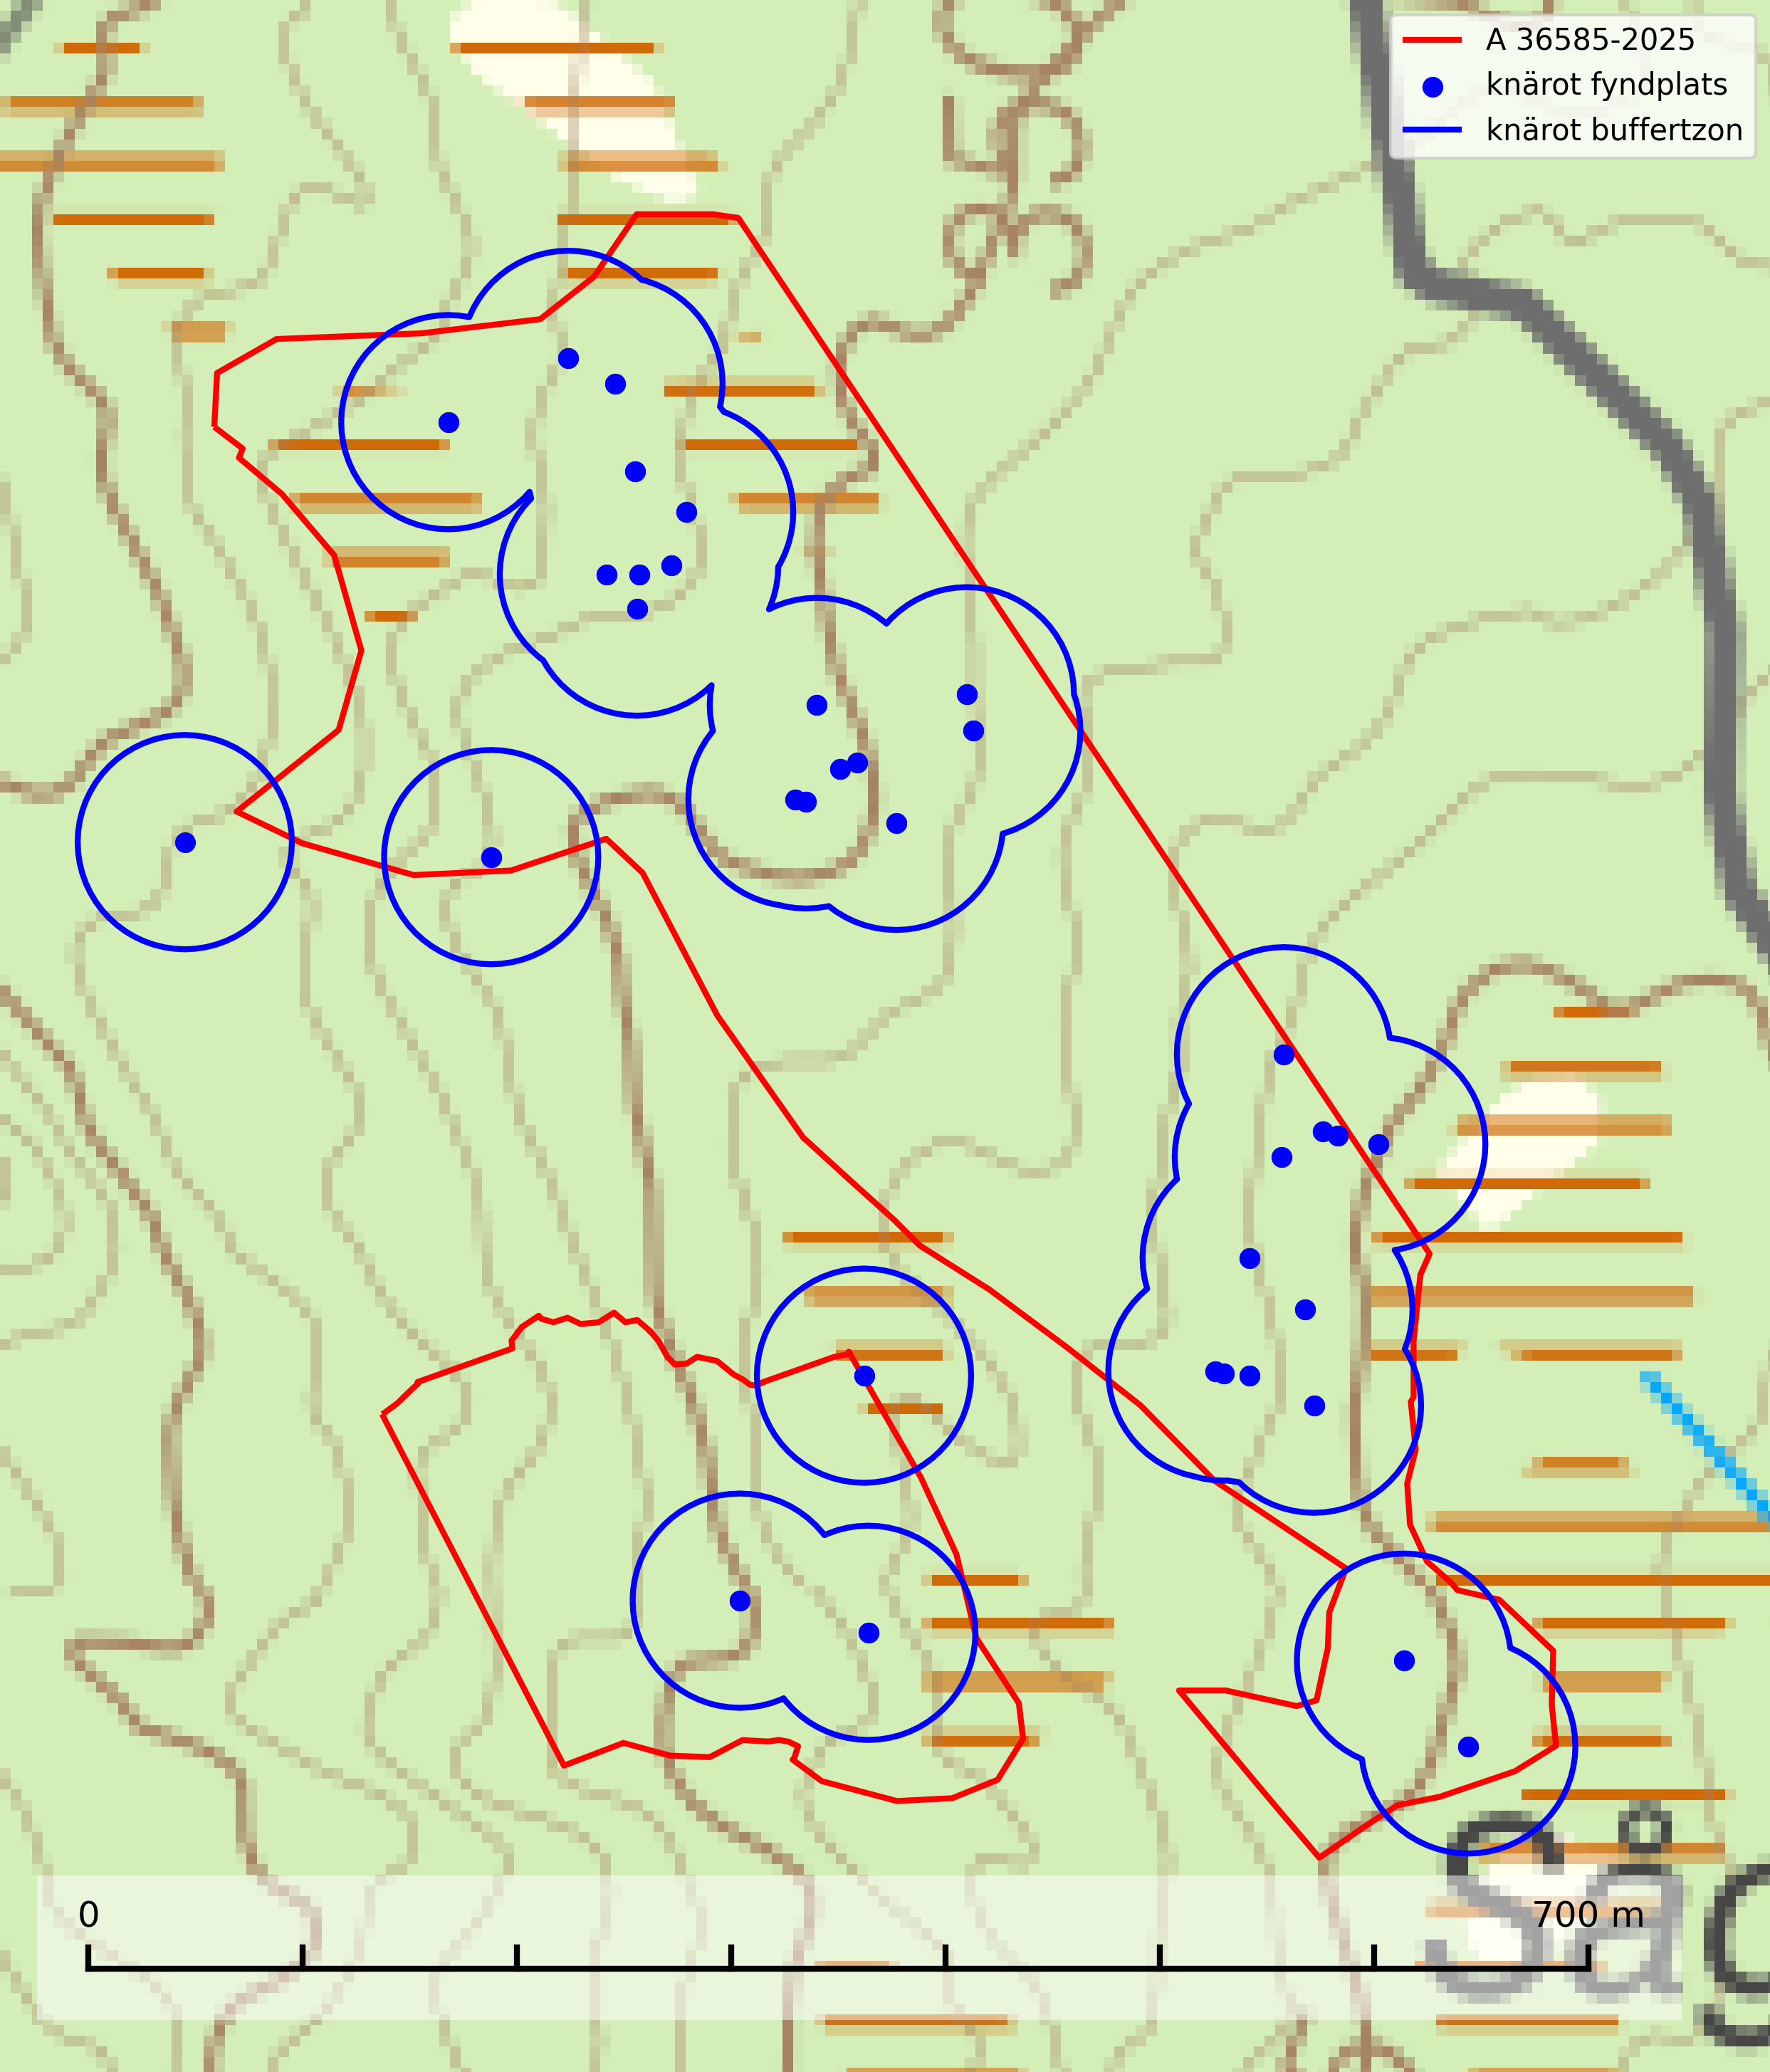 A 36585-2025
knärot fyndplats
knärot buffertzon
0
700 m